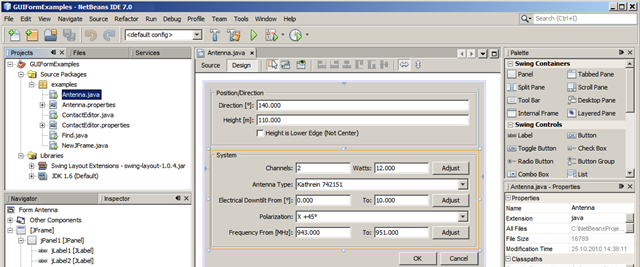 GUIFormExamples - NetBeans IDE 7.0
File Edit View Navigate Source Refactor Run Debug Profile Team Tools Window Help
Search (Ctrl+I)
<default config>
Projects Files Services
GUIFormExamples
Source Packages
examples
Antenna.java
Antenna.properties
ContactEditor.java
ContactEditor.properties
Find.java
NewJFrame.java
Libraries
Swing Layout Extensions - swing-layout-1.0.4.jar
JDK 1.6 (Default)
Navigator Inspector
Form Antenna
Other Components
[JFrame]
jPanel1 [JPanel]
jLabel1 [JLabel]
jLabel2 [JLabel]
Antenna.java
Source Design
Position/Direction
Direction [°]: 140.000
Height [m]: 110.000
Height is Lower Edge (Not Center)
System
Channels: 2 Watts: 12.000 Adjust
Antenna Type: Kathrein 742151
Electrical Downtilt From [°]: 0.000 To: 10.000 Adjust
Polarization: X +45°
Frequency From [MHz]: 943.000 To: 951.000 Adjust
OK Cancel
Palette
Swing Containers
Panel Tabbed Pane
Split Pane Scroll Pane
Tool Bar Desktop Pane
Internal Frame Layered Pane
Swing Controls
Label Button
Toggle Button Check Box
Radio Button Button Group
Combo Box List
Antenna.java - Properties
Properties
Name Antenna
Extension java
All Files
File Size 16789
Modification Time 25.10.2010 14:38:11
Classpaths